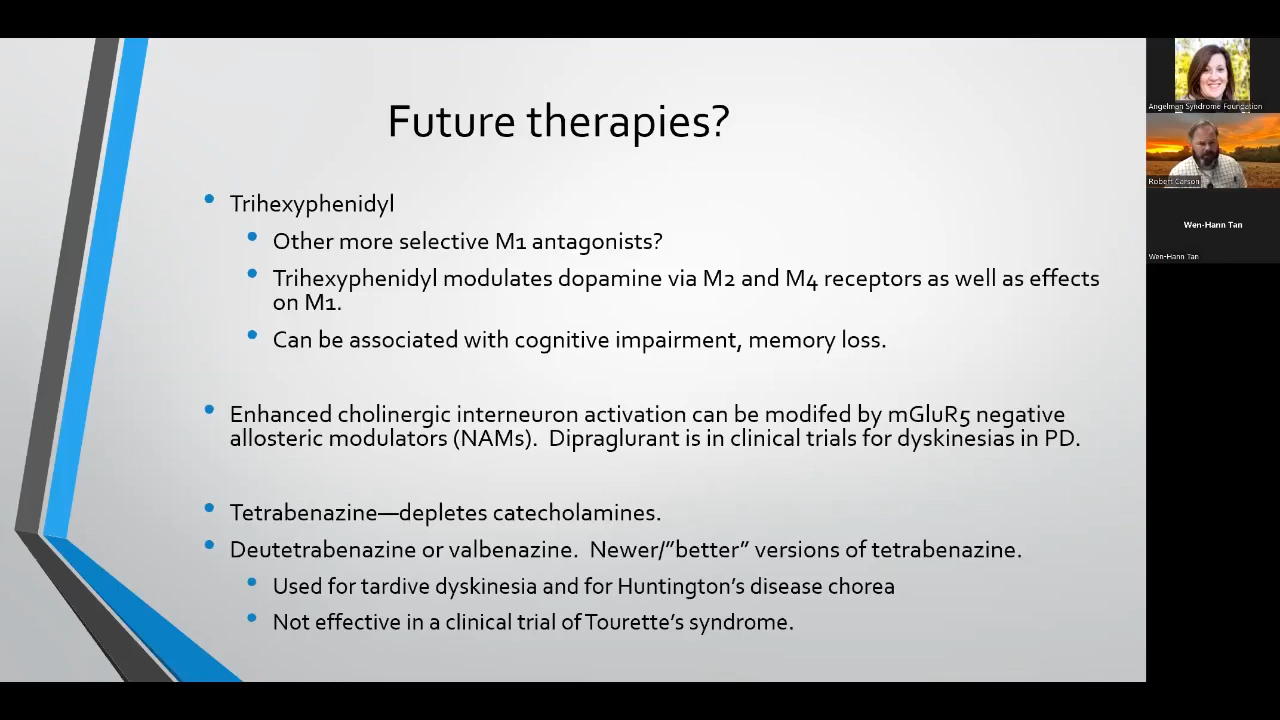 Future therapies?
Trihexyphenidyl
Other more selective M1 antagonists?
Trihexyphenidyl modulates dopamine via M2 and M4 receptors as well as effects
on M1.
Can be associated with cognitive impairment, memory loss.
Enhanced cholinergic interneuron activation can be modifed by mGluR5 negative
allosteric modulators (NAMs).  Dipraglurant is in clinical trials for dyskinesias in PD.
Tetrabenazine—depletes catecholamines.
Deutetrabenazine or valbenazine.  Newer/”better” versions of tetrabenazine.
Used for tardive dyskinesia and for Huntington’s disease chorea
Not effective in a clinical trial of Tourette’s syndrome.
Angelman Syndrome Foundation
Robert Carson
Wen-Hann Tan
Wen-Hann Tan